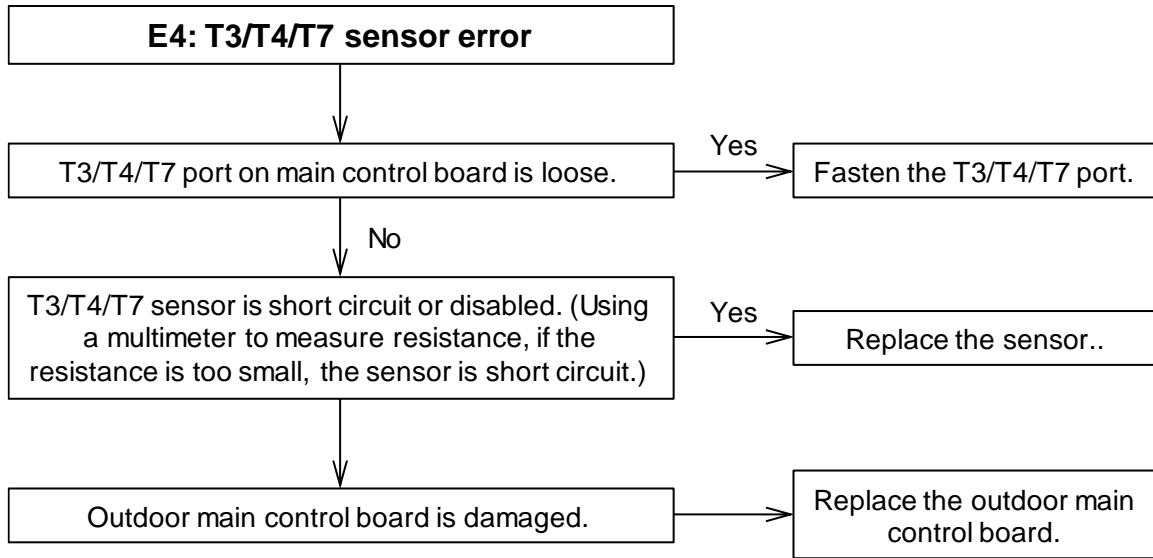 E4: T3/T4/T7 sensor error
Yes
T3/T4/T7 port on main control board is loose.
Fasten the T3/T4/T7 port.
No
T3/T4/T7 sensor is short circuit or disabled. (Using
a multimeter to measure resistance, if the
resistance is too small, the sensor is short circuit.)
Yes
Replace the sensor..
Outdoor main control board is damaged.
Replace the outdoor main
control board.